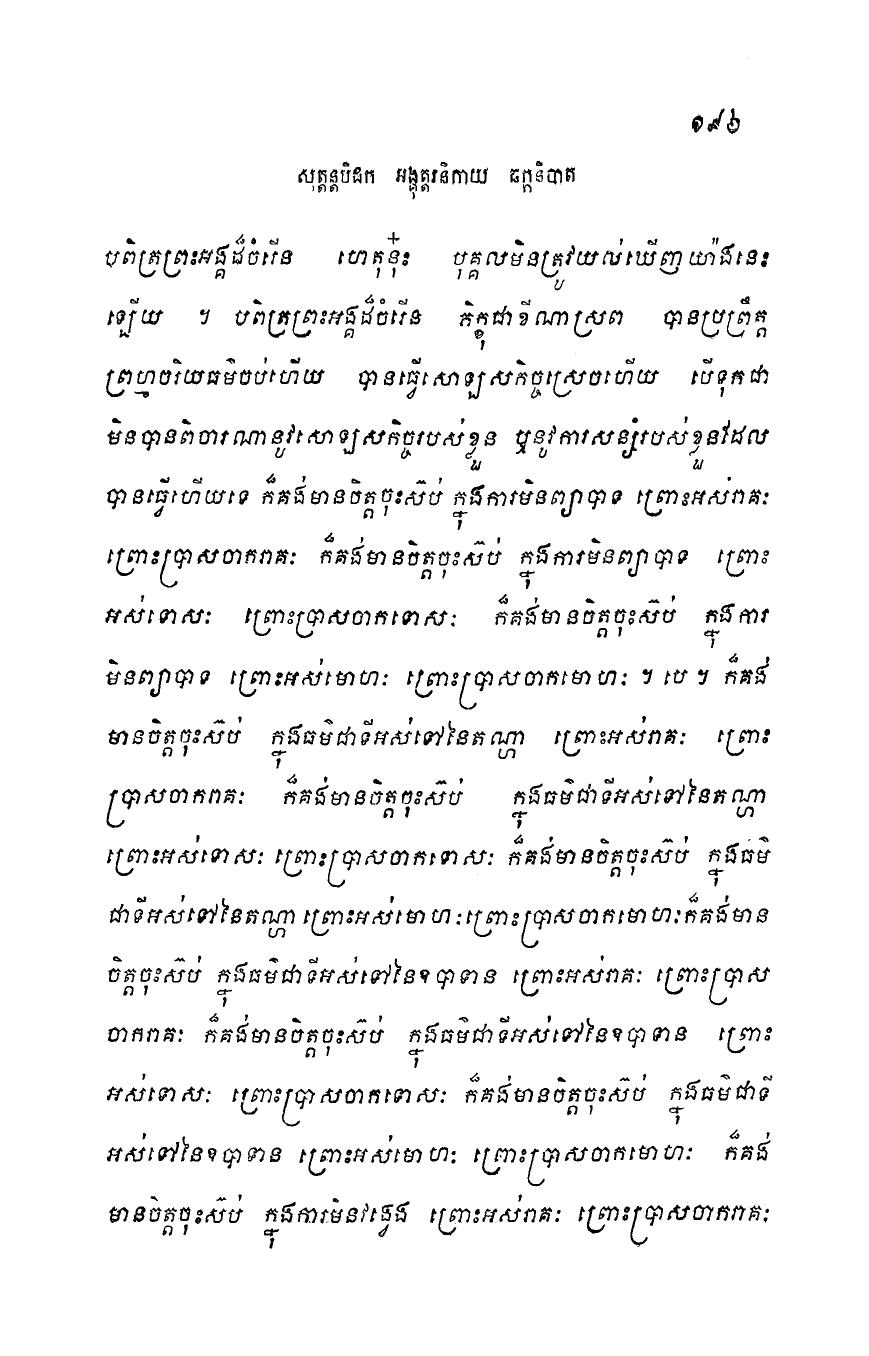 ១៩៦
សុត្តន្តបិដក អង្គុត្តរនិកាយ ឆក្កនិបាត
បពិត្រព្រះអង្គដ៏ចំរើន ហេតុនុ៎ះ បុគ្គលមិនត្រូវយល់ឃើញយ៉ាងនេះ
ឡើយ ។ បពិត្រព្រះអង្គដ៏ចំរើន ភិក្ខុជាខីណាស្រព បានប្រព្រឹត្ត
ព្រហ្មចរិយធម៌ចប់ហើយ បានធ្វើសោឡសកិច្ចស្រេចហើយ បើទុកជា
មិនបានពិចារណានូវសោឡសកិច្ចរបស់ខ្លួន ឬនូវការសន្សំរបស់ខ្លួនដែល
បានធ្វើហើយទេ ក៏គង់មានចិត្តចុះស៊ប់ ក្នុងការមិនព្យាបាទ ព្រោះអស់រាគៈ
ព្រោះប្រាសចាករាគៈ ក៏គង់មានចិត្តចុះស៊ប់ ក្នុងការមិនព្យាបាទ ព្រោះ
អស់ទោសៈ ព្រោះប្រាសចាកទោសៈ ក៏គង់មានចិត្តចុះស៊ប់ ក្នុងការ
មិនព្យាបាទ ព្រោះអស់មោហៈ ព្រោះប្រាសចាកមោហៈ ។ បេ ។ ក៏គង់
មានចិត្តចុះស៊ប់ ក្នុងធម៌ជាទីអស់ទៅនៃតណ្ហា ព្រោះអស់រាគៈ ព្រោះ
ប្រាសចាករាគៈ ក៏គង់មានចិត្តចុះស៊ប់ ក្នុងធម៌ជាទីអស់ទៅនៃតណ្ហា
ព្រោះអស់ទោសៈ ព្រោះប្រាសចាកទោសៈ ក៏គង់មានចិត្តចុះស៊ប់ ក្នុងធម៌
ជាទីអស់ទៅនៃតណ្ហា ព្រោះអស់មោហៈ ព្រោះប្រាសចាកមោហៈ ក៏គង់មាន
ចិត្តចុះស៊ប់ ក្នុងធម៌ជាទីអស់ទៅនៃឧបាទាន ព្រោះអស់រាគៈ ព្រោះប្រាស
ចាករាគៈ ក៏គង់មានចិត្តចុះស៊ប់ ក្នុងធម៌ជាទីអស់ទៅនៃឧបាទាន ព្រោះ
អស់ទោសៈ ព្រោះប្រាសចាកទោសៈ ក៏គង់មានចិត្តចុះស៊ប់ ក្នុងធម៌ជាទី
អស់ទៅនៃឧបាទាន ព្រោះអស់មោហៈ ព្រោះប្រាសចាកមោហៈ ក៏គង់
មានចិត្តចុះស៊ប់ ក្នុងការមិនវង្វេង ព្រោះអស់រាគៈ ព្រោះប្រាសចាករាគៈ